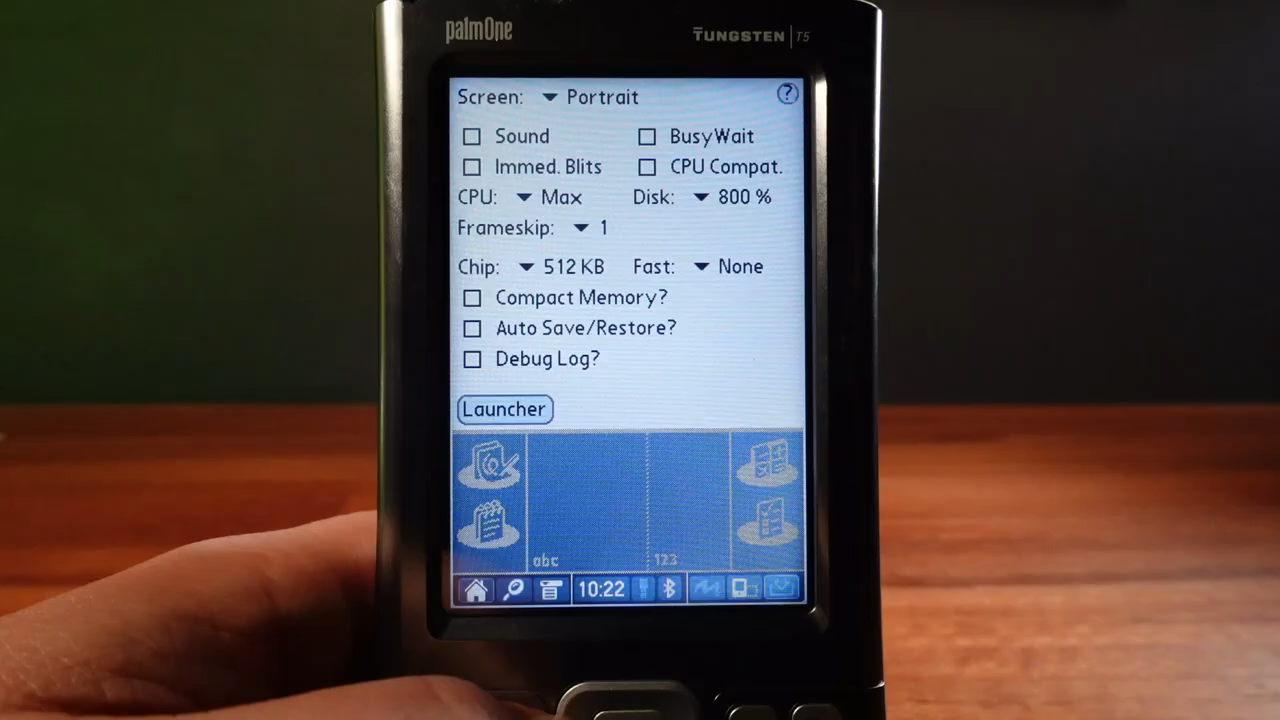 palmOne
TUNGSTEN | T5
Screen: Portrait ?
Sound BusyWait
Immed. Blits CPU Compat.
CPU: Max Disk: 800 %
Frameskip: 1
Chip: 512 KB Fast: None
Compact Memory?
Auto Save/Restore?
Debug Log?
Launcher
abc 123
10:22